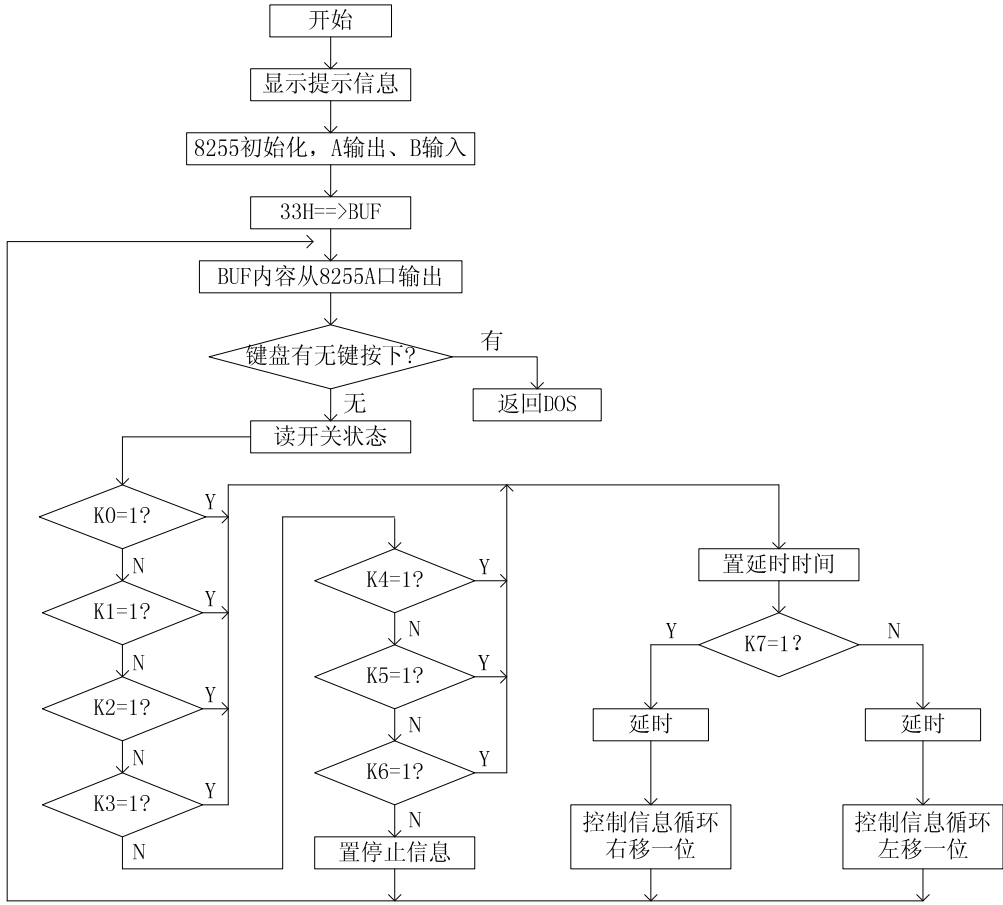 开始
显示提示信息
8255初始化，A输出、B输入
33H==>BUF
BUF内容从8255A口输出
键盘有无键按下?
有
返回DOS
无
读开关状态
K0=1?
Y
N
K1=1?
Y
N
K2=1?
Y
N
K3=1?
Y
N
K4=1?
Y
N
K5=1?
Y
N
K6=1?
Y
N
置停止信息
置延时时间
K7=1？
Y
N
延时
延时
控制信息循环
右移一位
控制信息循环
左移一位